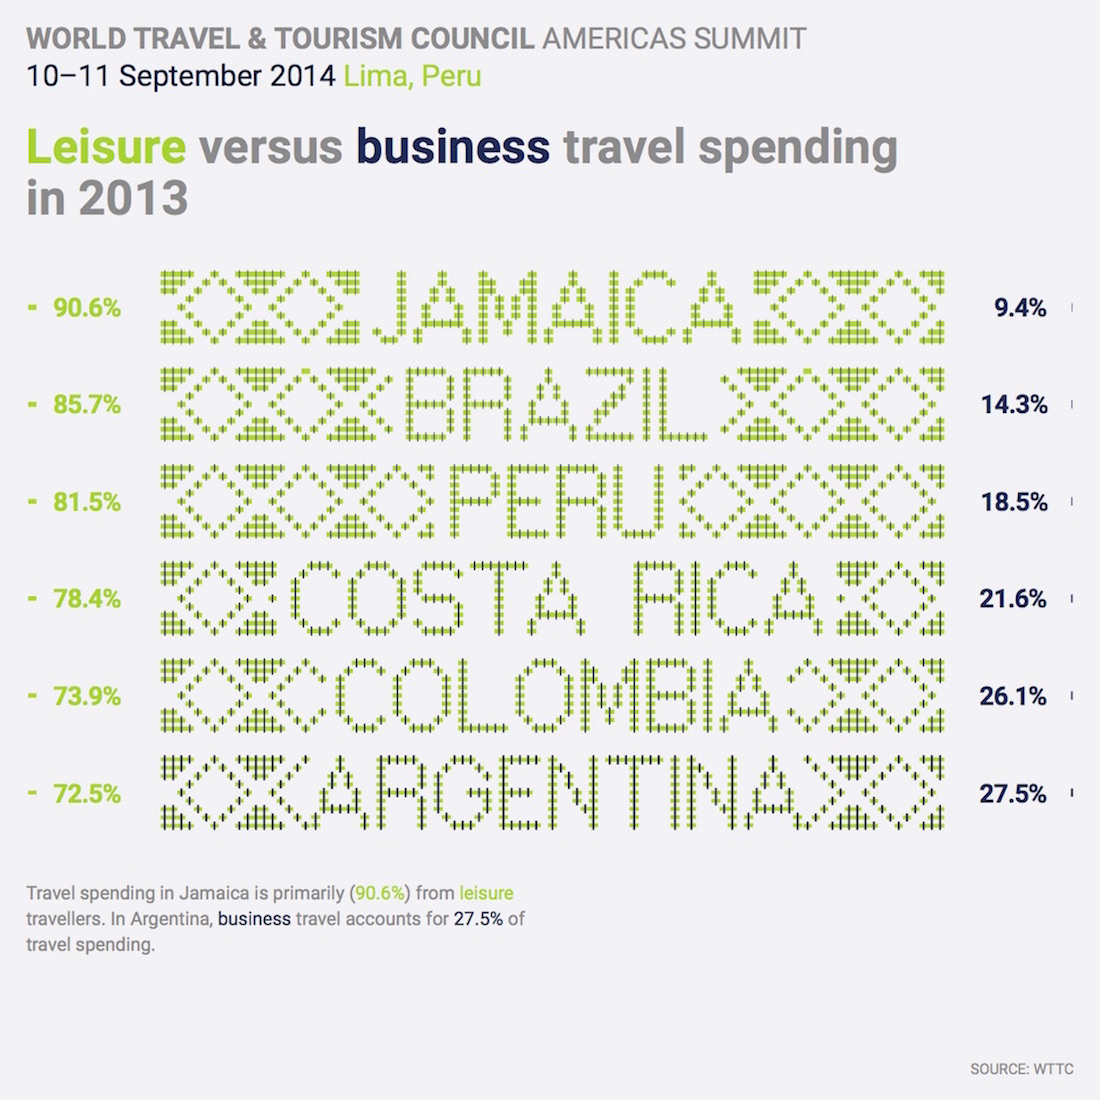 WORLD TRAVEL & TOURISM COUNCIL AMERICAS SUMMIT
10–11 September 2014 Lima, Peru
Leisure versus business travel spending
in 2013
90.6% JAMAICA 9.4%
85.7% BRAZIL 14.3%
81.5% PERU 18.5%
78.4% COSTA RICA 21.6%
73.9% COLOMBIA 26.1%
72.5% ARGENTINA 27.5%
Travel spending in Jamaica is primarily (90.6%) from leisure
travellers. In Argentina, business travel accounts for 27.5% of
travel spending.
SOURCE: WTTC